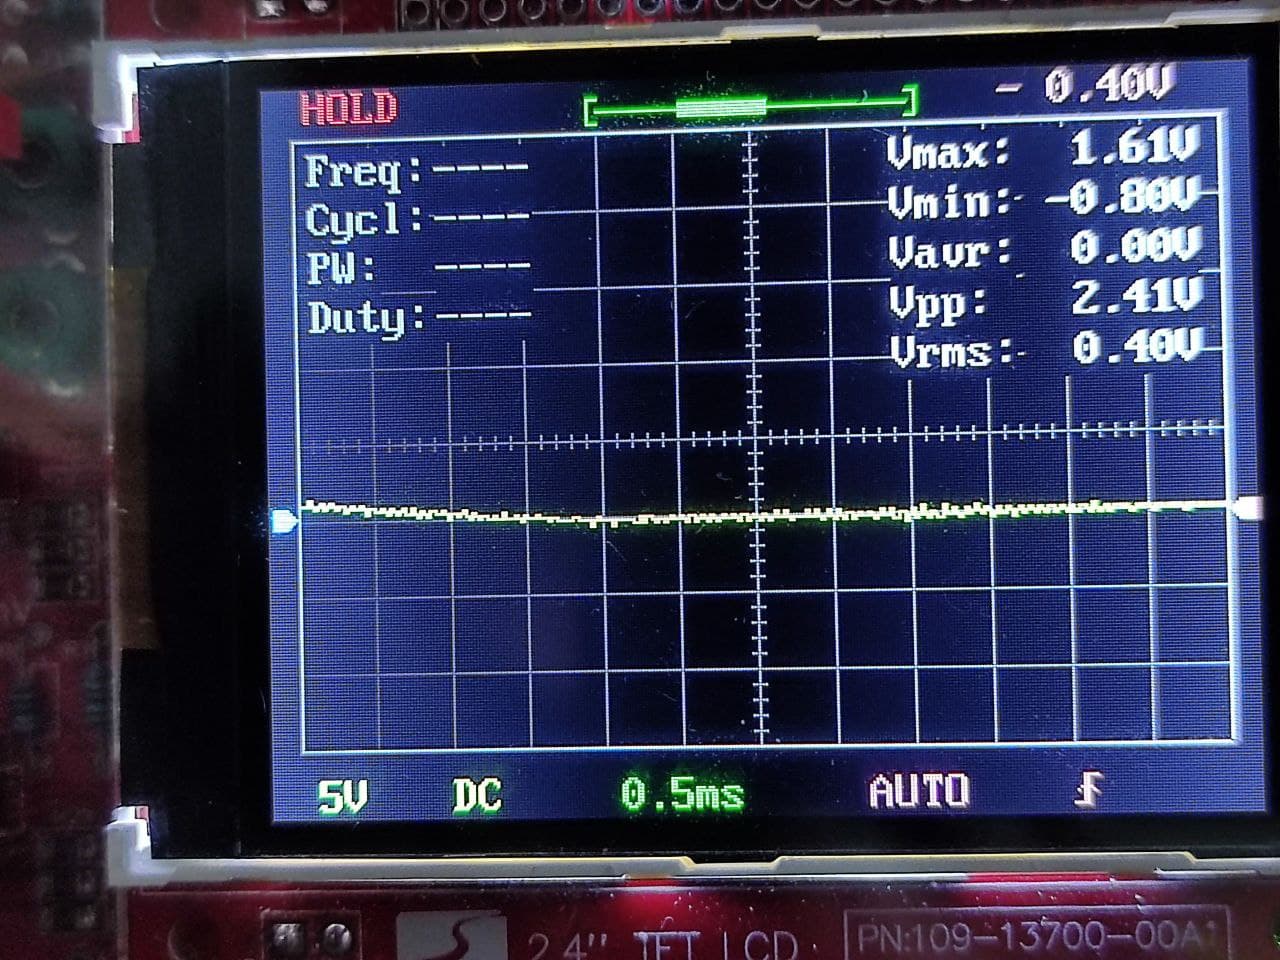 HOLD
- 0.40V
Freq:---- Vmax: 1.61V
Cycl:---- Vmin: -0.80V
PW: ---- Vavr: 0.00V
Duty:---- Vpp: 2.41V
Vrms: 0.40V
5V DC 0.5ms AUTO
2.4" TFT LCD
PN:109-13700-00A